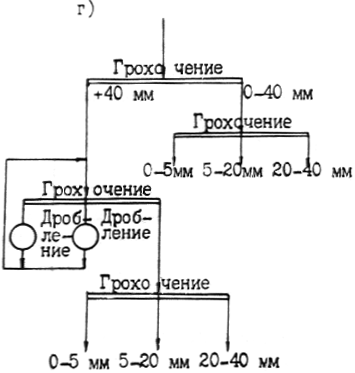 г)
Грохочение
+40 мм 0-40 мм
Грохочение
0-5мм 5-20мм 20-40 мм
Грохочение
Дроб-
ле-
ние
Дроб-
ление
Грохочение
0-5 мм 5-20 мм 20-40 мм